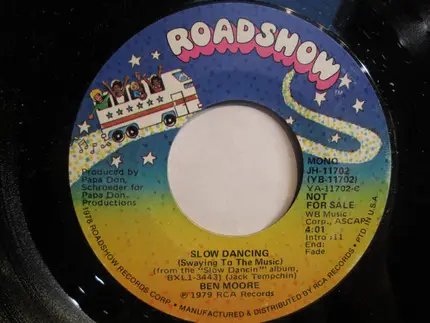 ROADSHOW
TM
MONO
JH-11702
(YB-11702)
YA-11702-C
NOT
FOR SALE
WB Music
Corp., ASCAP
4:01
Intro :11
End:
Fade
Produced by
Papa Don
Schroeder for
Papa Don
Productions
SLOW DANCING
(Swaying To The Music)
(from the "Slow Dancin'" album,
BXL1-3443) (Jack Tempchin)
BEN MOORE
℗ 1979 RCA Records
© 1978 ROADSHOW RECORDS CORP. • MANUFACTURED & DISTRIBUTED BY RCA RECORDS • PTD. IN U.S.A.